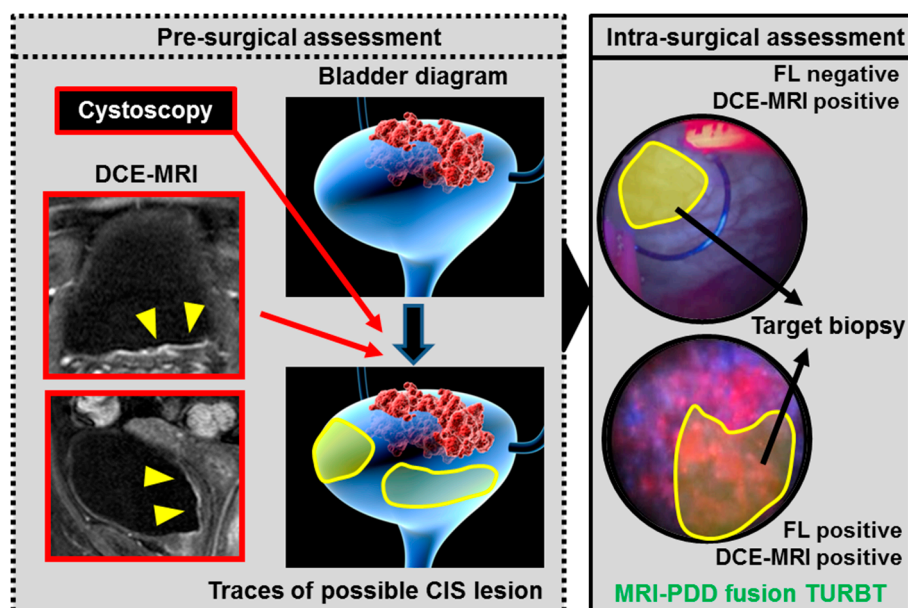 Pre-surgical assessment
Bladder diagram
Cystoscopy
DCE-MRI
Traces of possible CIS lesion
Intra-surgical assessment
FL negative
DCE-MRI positive
Target biopsy
FL positive
DCE-MRI positive
MRI-PDD fusion TURBT